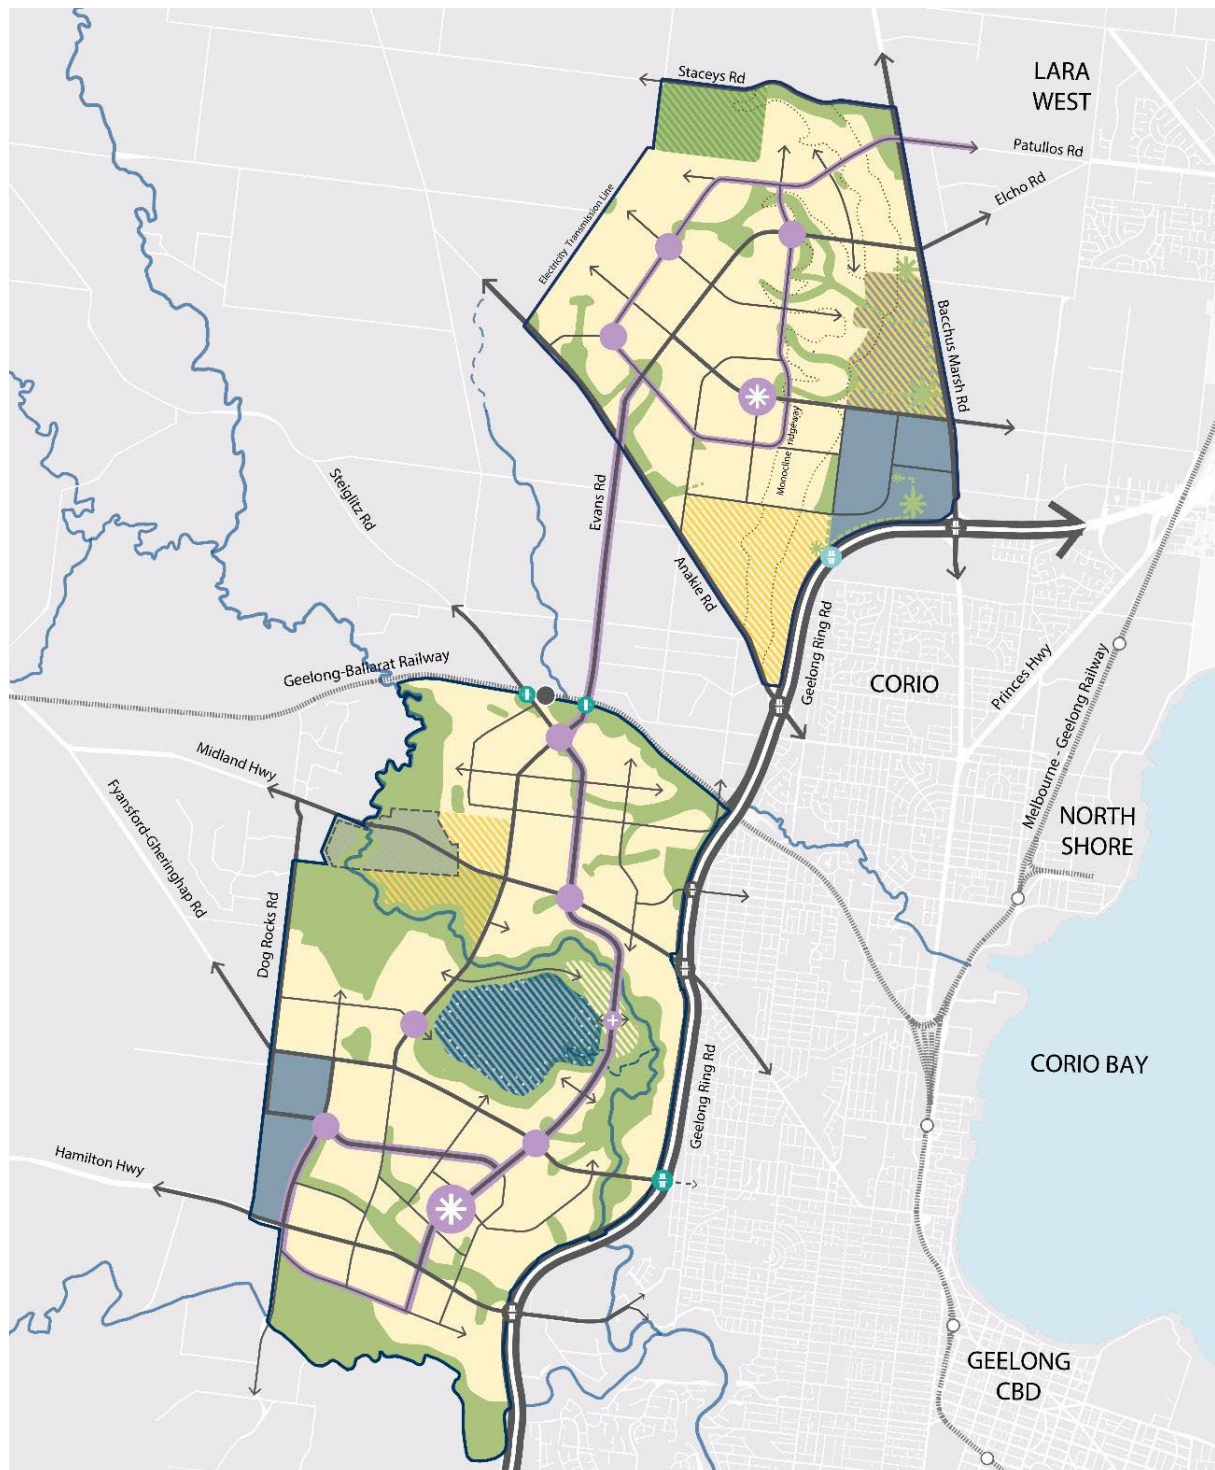 Staceys Rd
LARA
WEST
Patullos Rd
Elcho Rd
Electricity Transmission Line
Bacchus Marsh Rd
Monocline ridgeway
Steiglitz Rd
Evans Rd
Anakie Rd
Geelong Ring Rd
Princes Hwy
CORIO
Geelong-Ballarat Railway
Melbourne - Geelong Railway
Midland Hwy
Fyansford-Gheringhap Rd
NORTH
SHORE
Dog Rocks Rd
Geelong Ring Rd
CORIO BAY
Hamilton Hwy
GEELONG
CBD